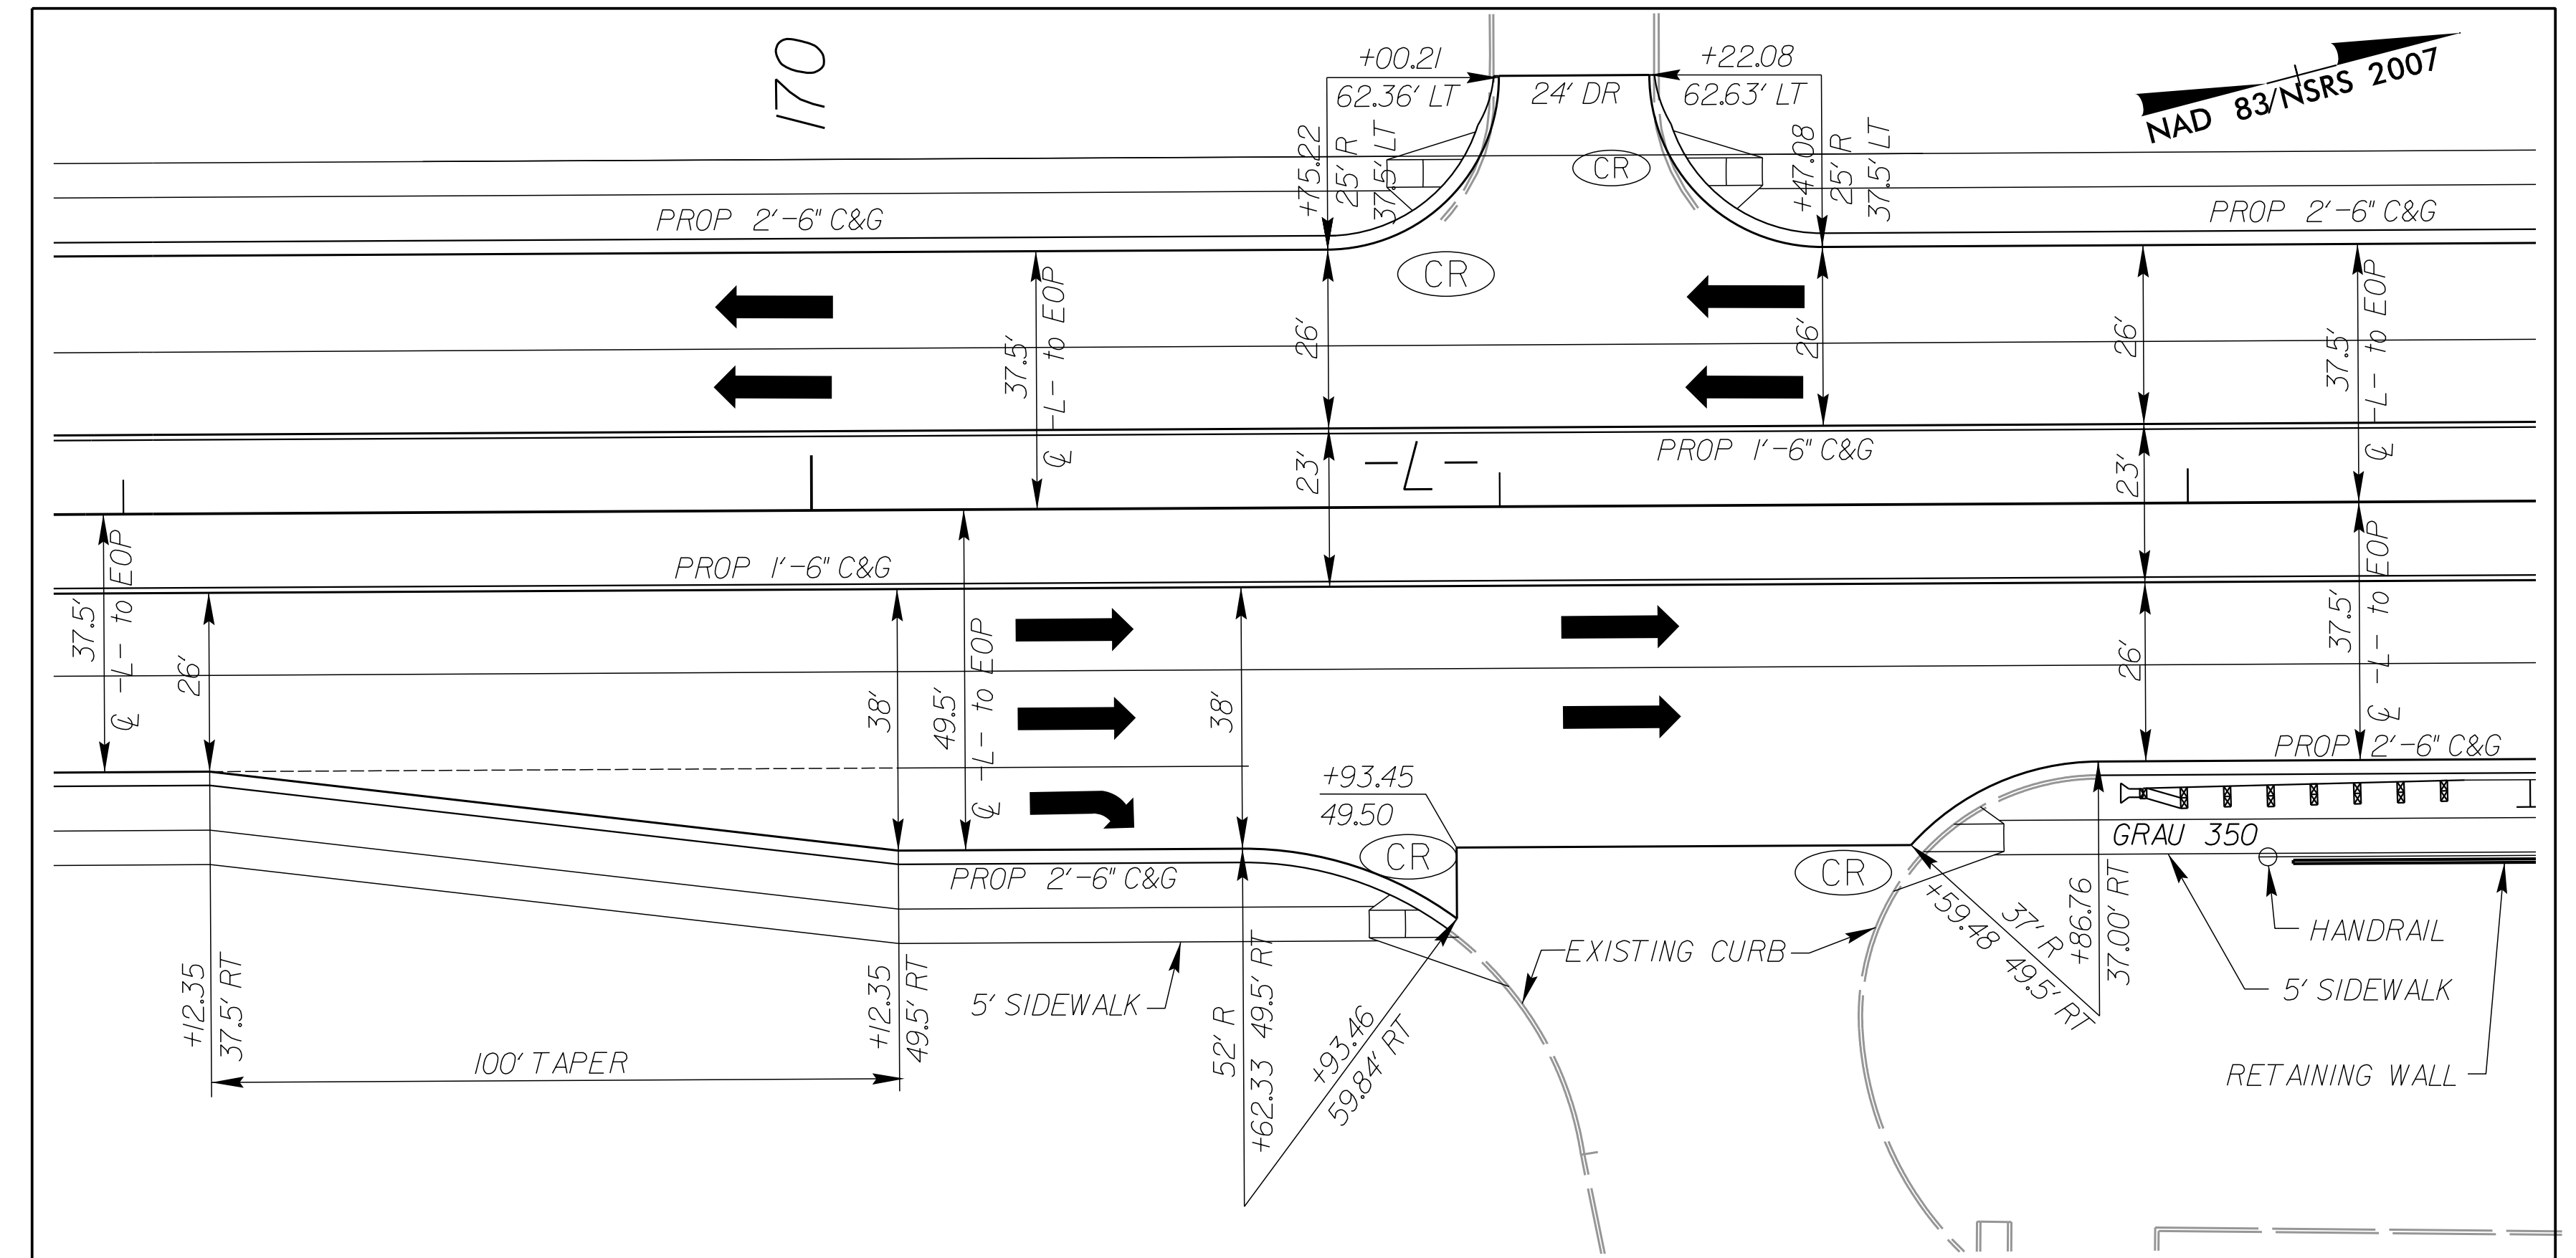 170
+00.21
62.36' LT
24' DR
+22.08
62.63' LT
NAD 83/NSRS 2007
+75.22
25' R
37.5' LT
CR
+47.08
25' R
37.5' LT
PROP 2'-6" C&G
PROP 2'-6" C&G
CR
37.5'
℄ -L- to EOP
26'
26'
26'
37.5'
℄ -L- to EOP
23'
-L-
PROP 1'-6" C&G
23'
PROP 1'-6" C&G
37.5'
℄ -L- to EOP
26'
38'
49.5'
℄ -L- to EOP
38'
26'
37.5'
℄ -L- to EOP
PROP 2'-6" C&G
+93.45
49.50
CR
CR
GRAU 350
PROP 2'-6" C&G
+12.35
37.5' RT
+12.35
49.5' RT
5' SIDEWALK
52' R
+62.33 49.5' RT
+93.46
59.84' RT
EXISTING CURB
37' R
+59.48 49.5' RT
+86.76
37.00' RT
HANDRAIL
5' SIDEWALK
RETAINING WALL
100' TAPER